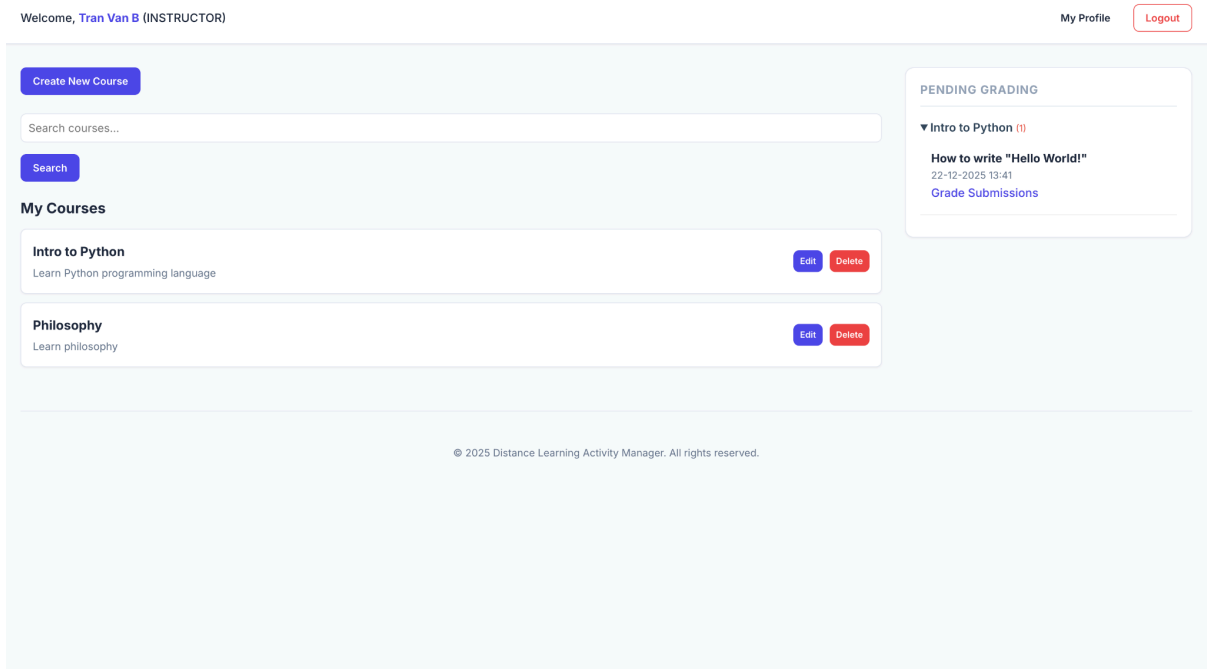 Welcome, Tran Van B (INSTRUCTOR)
My Profile
Logout
Create New Course
Search courses...
Search
My Courses
Intro to Python
Learn Python programming language
Edit
Delete
Philosophy
Learn philosophy
Edit
Delete
PENDING GRADING
▼ Intro to Python (1)
How to write "Hello World!"
22-12-2025 13:41
Grade Submissions
© 2025 Distance Learning Activity Manager. All rights reserved.